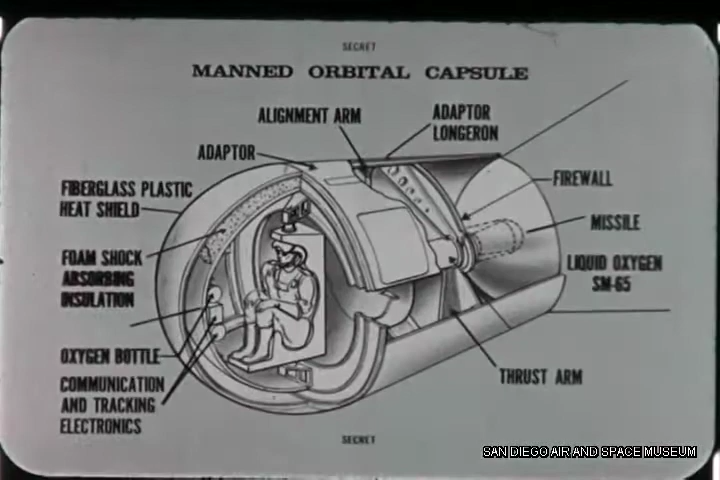 SECRET
MANNED ORBITAL CAPSULE
ALIGNMENT ARM
ADAPTOR
LONGERON
ADAPTOR
FIREWALL
FIBERGLASS PLASTIC
HEAT SHIELD
MISSILE
FOAM SHOCK
ABSORBING
INSULATION
LIQUID OXYGEN
SM-65
OXYGEN BOTTLE
COMMUNICATION
AND TRACKING
ELECTRONICS
THRUST ARM
SECRET
SAN DIEGO AIR AND SPACE MUSEUM